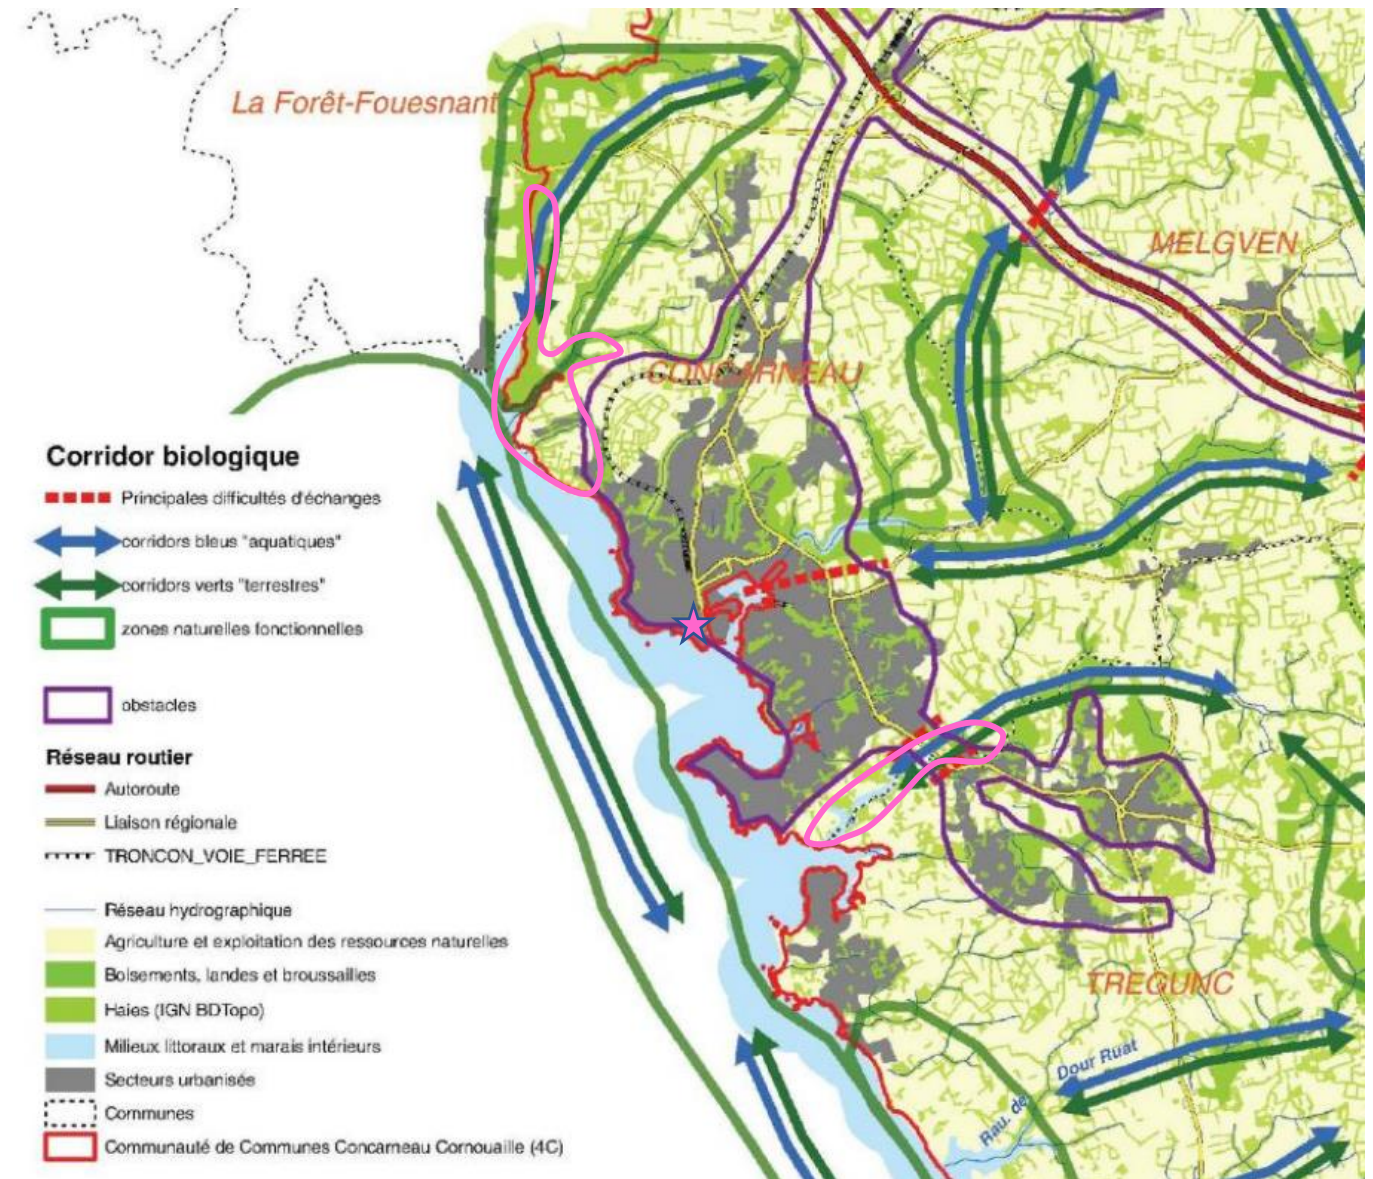 La Forêt-Fouesnant
MELGVEN
CONCARNEAU
Corridor biologique
Principales difficultés d'échanges
corridors bleus "aquatiques"
corridors verts "terrestres"
zones naturelles fonctionnelles
obstacles
Réseau routier
Autoroute
Liaison régionale
TRONCON_VOIE_FERREE
Réseau hydrographique
Agriculture et exploitation des ressources naturelles
Boisements, landes et broussailles
Haies (IGN BDTopo)
Milieux littoraux et marais intérieurs
Secteurs urbanisés
Communes
Communauté de Communes Concarneau Cornouaille (4C)
TREGUNC
Dour Ruat
Rau. de